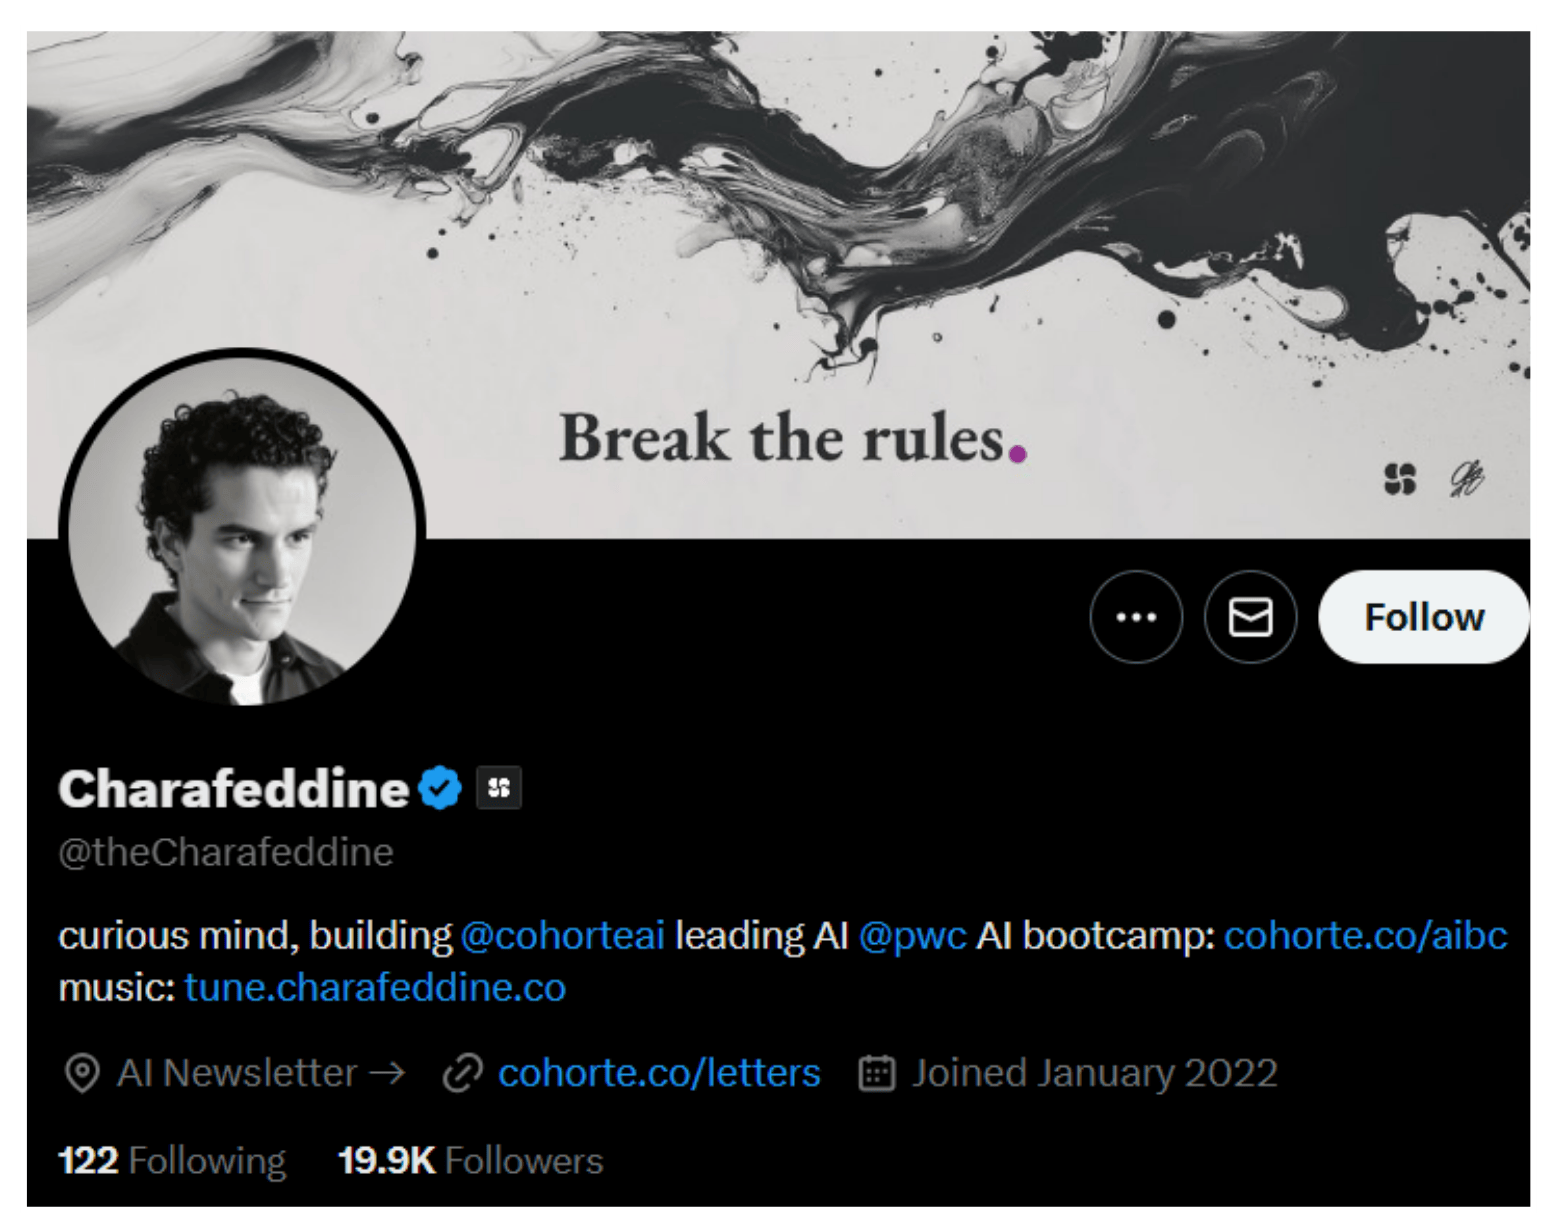 Break the rules.
Follow
Charafeddine
@theCharafeddine
curious mind, building @cohorteai leading AI @pwc AI bootcamp: cohorte.co/aibc
music: tune.charafeddine.co
AI Newsletter → cohorte.co/letters Joined January 2022
122 Following 19.9K Followers